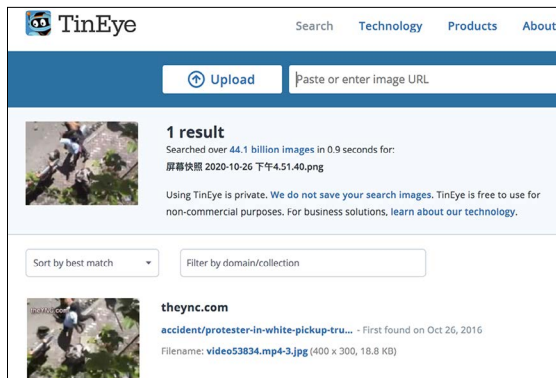 TinEye
Search Technology Products About
Upload
Paste or enter image URL
1 result
Searched over 44.1 billion images in 0.9 seconds for:
屏幕快照 2020-10-26 下午4.51.40.png
Using TinEye is private. We do not save your search images. TinEye is free to use for
non-commercial purposes. For business solutions, learn about our technology.
Sort by best match
Filter by domain/collection
theYNC.com
theync.com
accident/protester-in-white-pickup-tru... - First found on Oct 26, 2016
Filename: video53834.mp4-3.jpg (400 x 300, 18.8 KB)